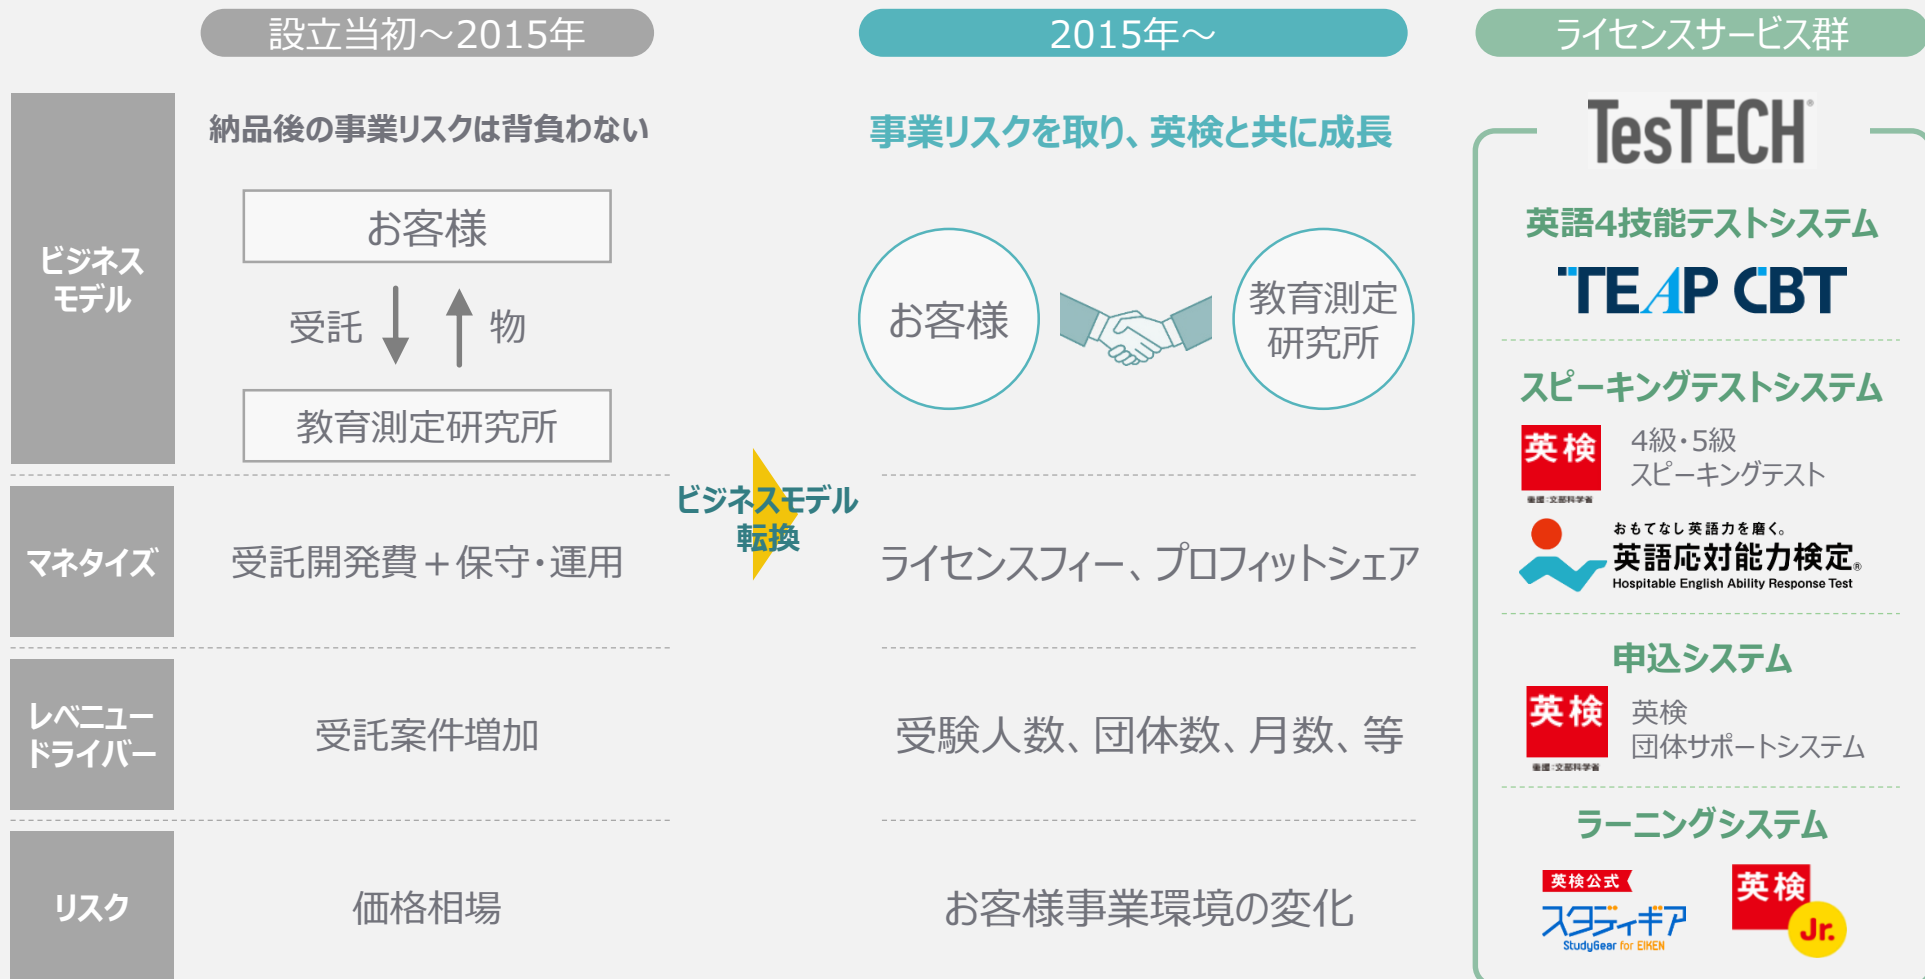 設立当初～2015年
2015年～
ライセンスサービス群
ビジネス
モデル
納品後の事業リスクは背負わない
お客様
受託
物
教育測定研究所
事業リスクを取り、英検と共に成長
お客様
教育測定
研究所
ビジネスモデル
転換
マネタイズ
受託開発費＋保守・運用
ライセンスフィー、プロフィットシェア
レベニュー
ドライバー
受託案件増加
受験人数、団体数、月数、等
リスク
価格相場
お客様事業環境の変化
TesTECH®
英語4技能テストシステム
TEAP CBT
スピーキングテストシステム
英検
後援：文部科学省
4級・5級
スピーキングテスト
おもてなし英語力を磨く。
英語応対能力検定®
Hospitable English Ability Response Test
申込システム
英検
後援：文部科学省
英検
団体サポートシステム
ラーニングシステム
英検公式
スタディギア
StudyGear for EIKEN
英検
Jr.